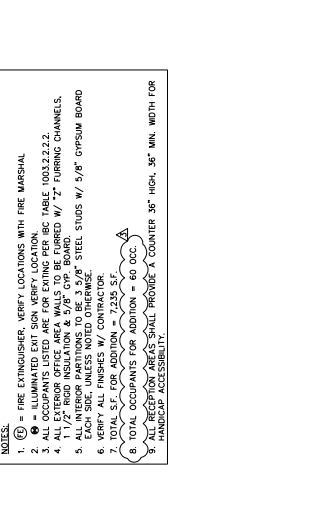 NOTES:
1. FE = FIRE EXTINGUISHER, VERIFY LOCATIONS WITH FIRE MARSHAL
2. = ILLUMINATED EXIT SIGN VERIFY LOCATION.
3. ALL OCCUPANTS LISTED ARE FOR EXITING PER IBC TABLE 1003.2.2.2.2.
4. ALL EXTERIOR OFFICE AREA WALLS TO BE FURRED W/ "Z" FURRING CHANNELS,
1 1/2" RIGID INSULATION & 5/8" GYP. BOARD.
5. ALL INTERIOR PARTITIONS TO BE 3 5/8" STEEL STUDS W/ 5/8" GYPSUM BOARD
EACH SIDE, UNLESS NOTED OTHERWISE.
6. VERIFY ALL FINISHES W/ CONTRACTOR.
7. TOTAL S.F. FOR ADDITION = 7,235 S.F.
8. TOTAL OCCUPANTS FOR ADDITION = 60 OCC.
9. ALL RECEPTION AREAS SHALL PROVIDE A COUNTER 36" HIGH, 36" MIN. WIDTH FOR
HANDICAP ACCESSIBILITY.